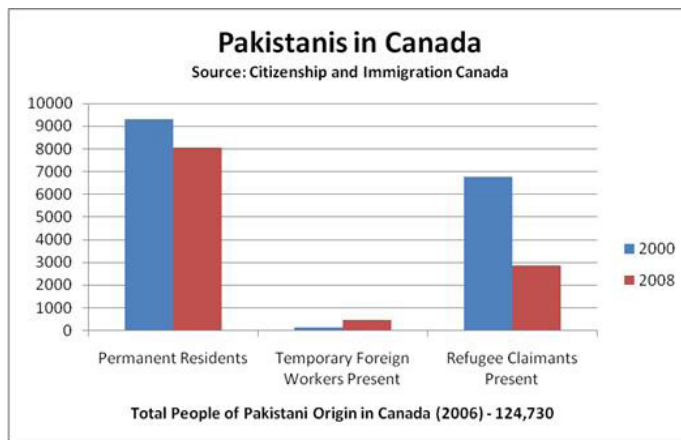 Pakistanis in Canada
Source: Citizenship and Immigration Canada
10000
9000
8000
7000
6000
5000
4000
3000
2000
1000
0
2000
2008
Permanent Residents
Temporary Foreign
Workers Present
Refugee Claimants
Present
Total People of Pakistani Origin in Canada (2006) - 124,730